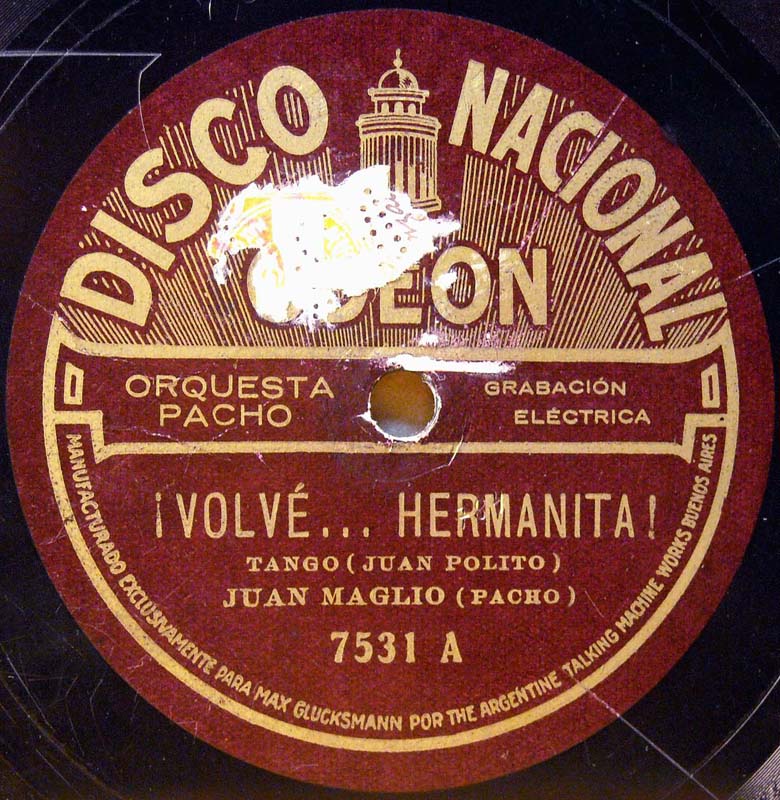 DISCO NACIONAL
ODEON
ORQUESTA
PACHO
GRABACIÓN
ELÉCTRICA
¡VOLVÉ... HERMANITA!
TANGO (JUAN POLITO)
JUAN MAGLIO (PACHO)
7531 A
MANUFACTURADO EXCLUSIVAMENTE PARA MAX GLUCKSMANN POR THE ARGENTINE TALKING MACHINE WORKS BUENOS AIRES